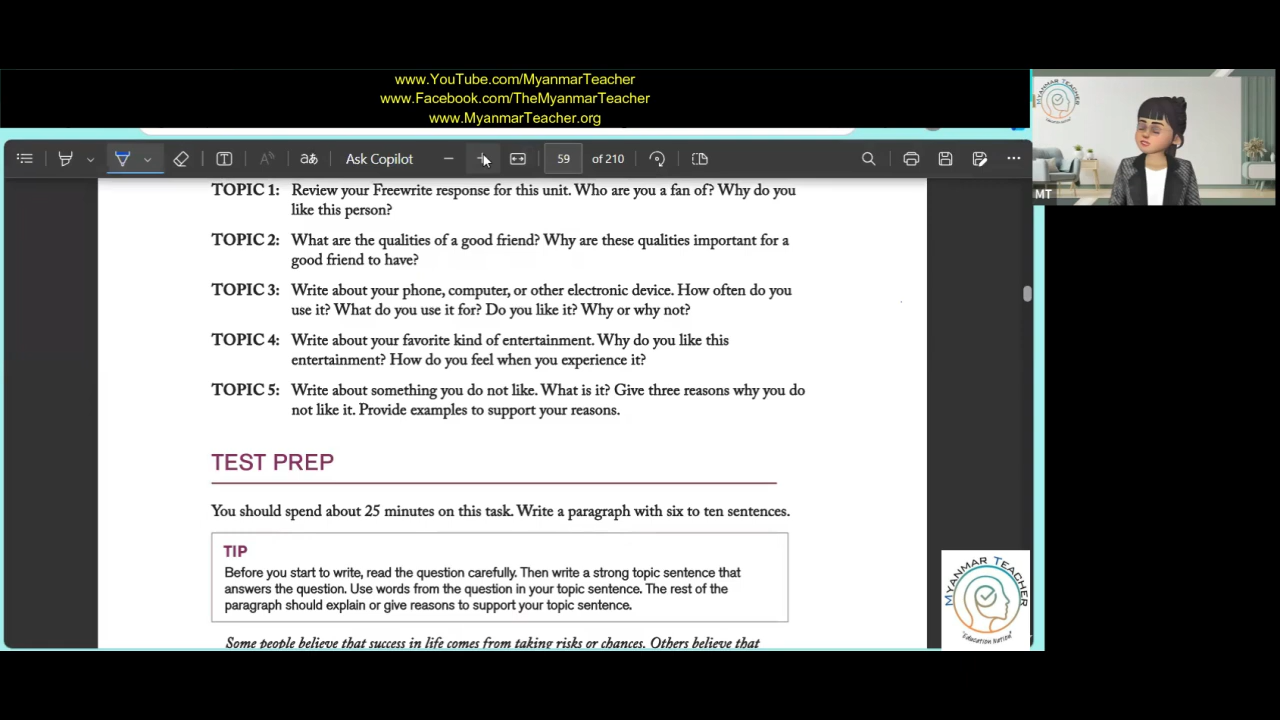 www.YouTube.com/MyanmarTeacher
www.Facebook.com/TheMyanmarTeacher
www.MyanmarTeacher.org
Ask Copilot
59 of 210
MYANMAR TEACHER
MT
TOPIC 1: Review your Freewrite response for this unit. Who are you a fan of? Why do you
like this person?
TOPIC 2: What are the qualities of a good friend? Why are these qualities important for a
good friend to have?
TOPIC 3: Write about your phone, computer, or other electronic device. How often do you
use it? What do you use it for? Do you like it? Why or why not?
TOPIC 4: Write about your favorite kind of entertainment. Why do you like this
entertainment? How do you feel when you experience it?
TOPIC 5: Write about something you do not like. What is it? Give three reasons why you do
not like it. Provide examples to support your reasons.
TEST PREP
You should spend about 25 minutes on this task. Write a paragraph with six to ten sentences.
TIP
Before you start to write, read the question carefully. Then write a strong topic sentence that
answers the question. Use words from the question in your topic sentence. The rest of the
paragraph should explain or give reasons to support your topic sentence.
Some people believe that success in life comes from taking risks or chances. Others believe that
MYANMAR TEACHER
"Education Nation"